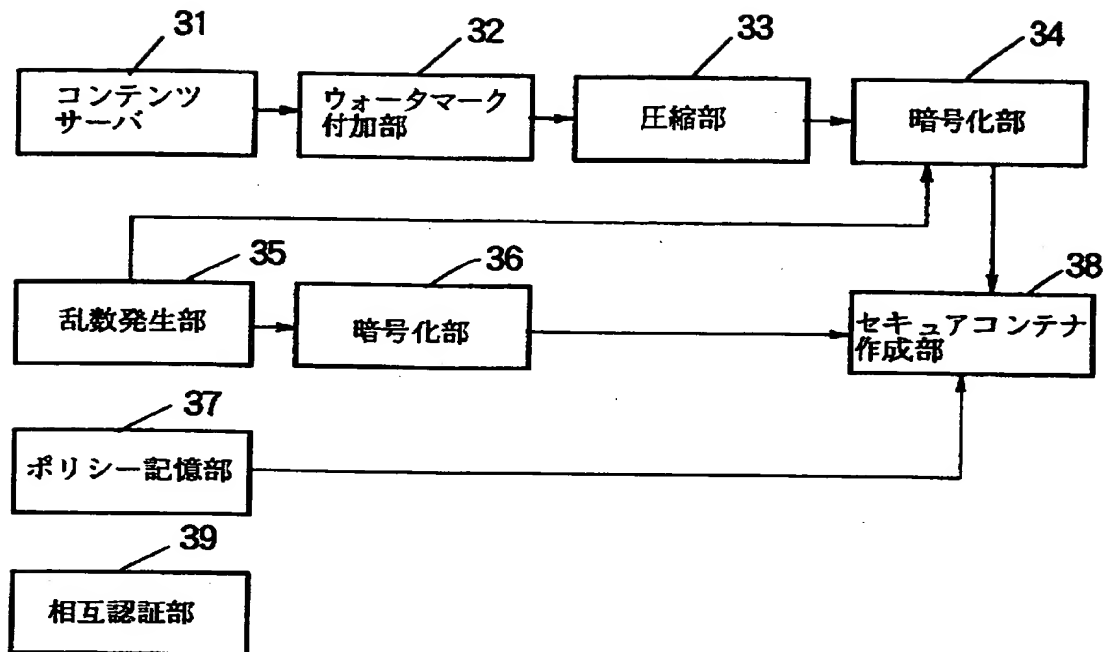 31
32
33
34
コンテンツ
サーバ
ウォータマーク
付加部
圧縮部
暗号化部
35
36
38
乱数発生部
暗号化部
セキュアコンテナ
作成部
37
ポリシー記憶部
39
相互認証部